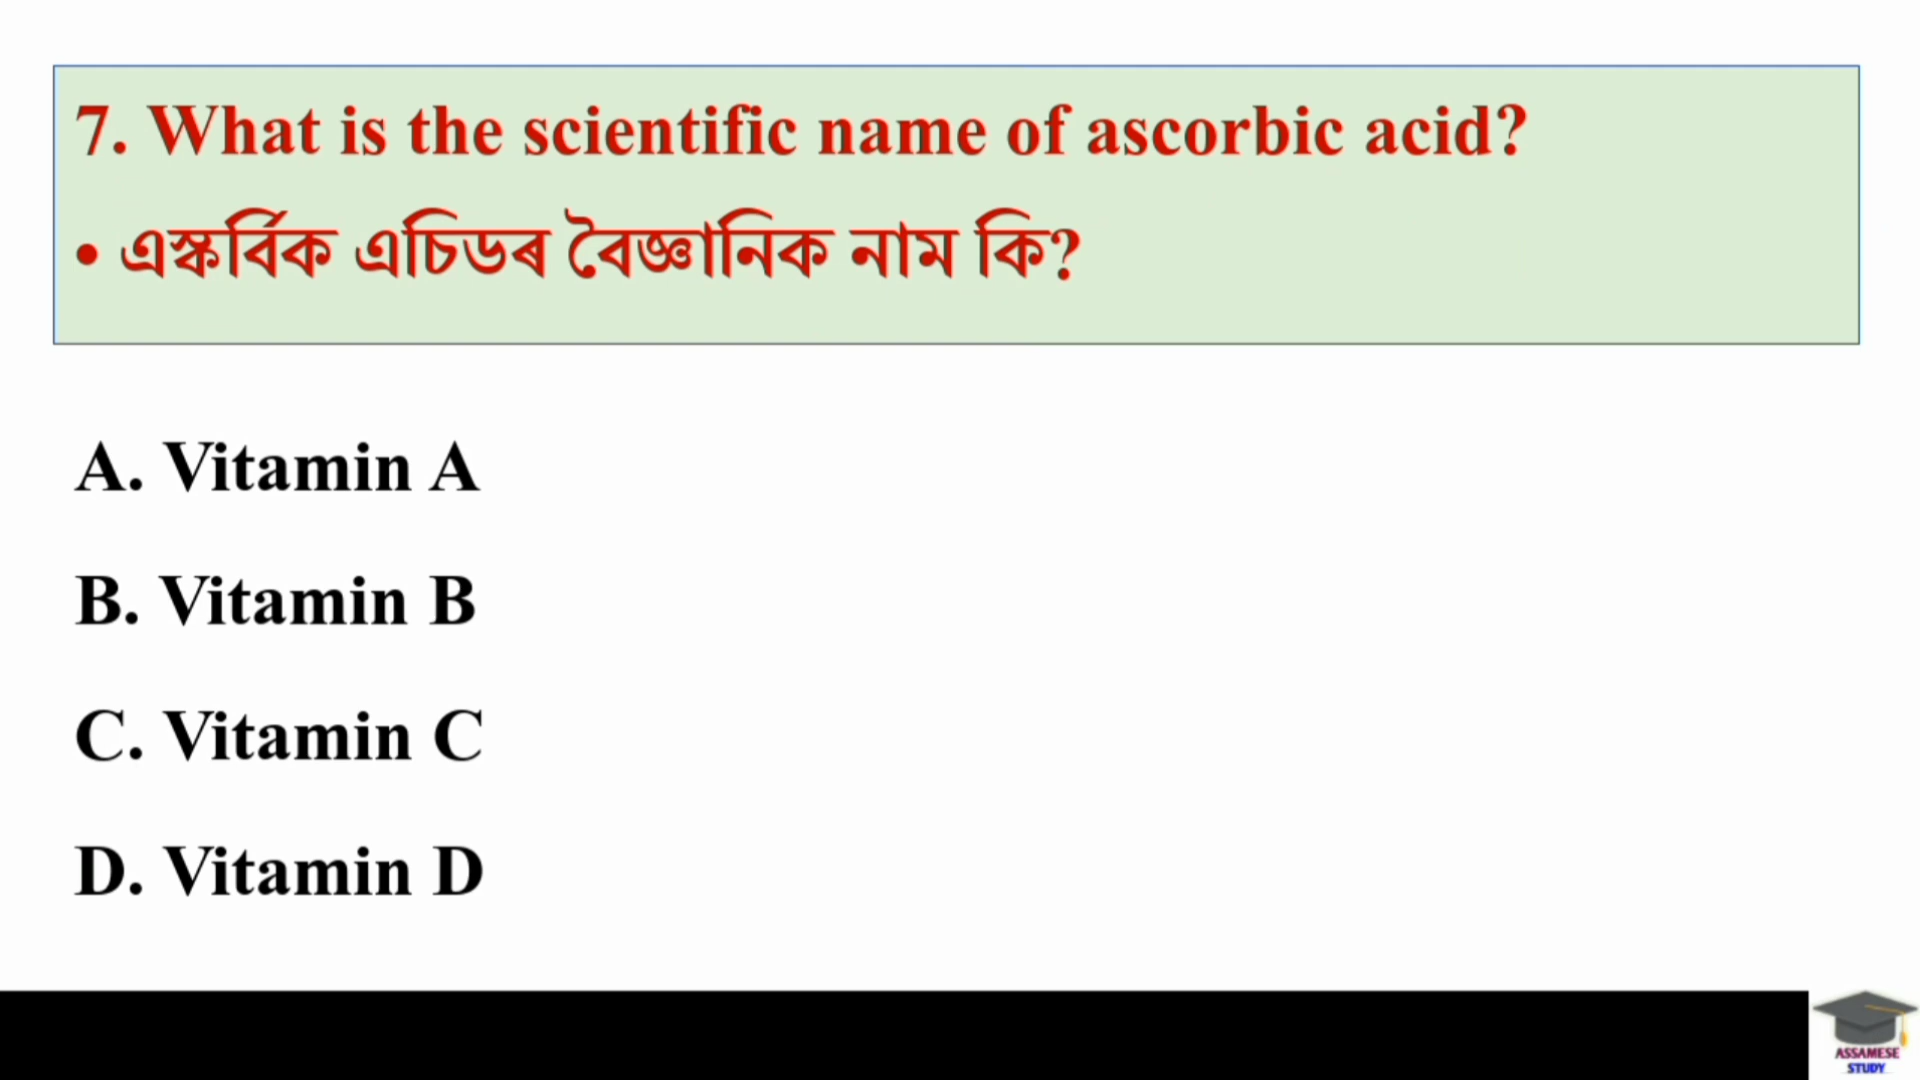 7. What is the scientific name of ascorbic acid?
• এস্কৰ্বিক এচিডৰ বৈজ্ঞানিক নাম কি?
A. Vitamin A
B. Vitamin B
C. Vitamin C
D. Vitamin D
ASSAMESE
STUDY